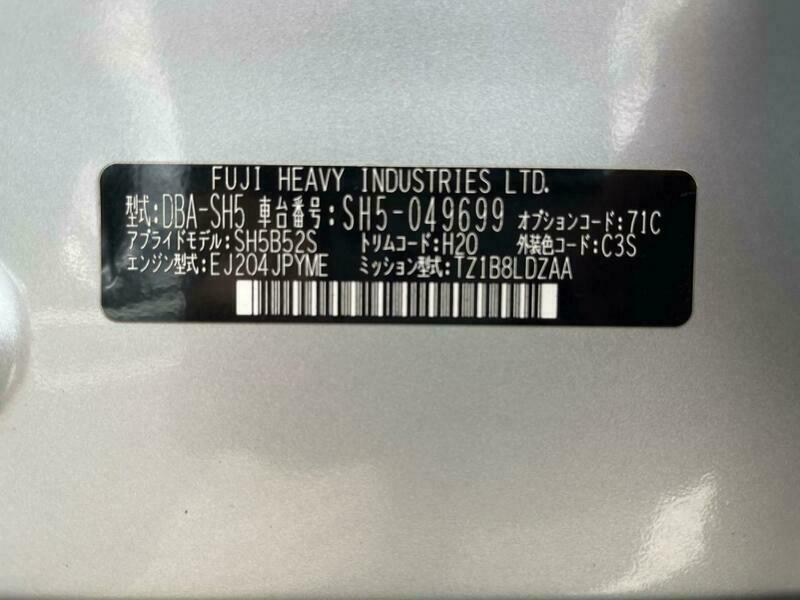 FUJI HEAVY INDUSTRIES LTD.
型式:DBA-SH5 車台番号:SH5-049699 オプションコード:71C
アプライドモデル:SH5B52S トリムコード:H20 外装色コード:C3S
エンジン型式:EJ204JPYME ミッション型式:TZ1B8LDZAA